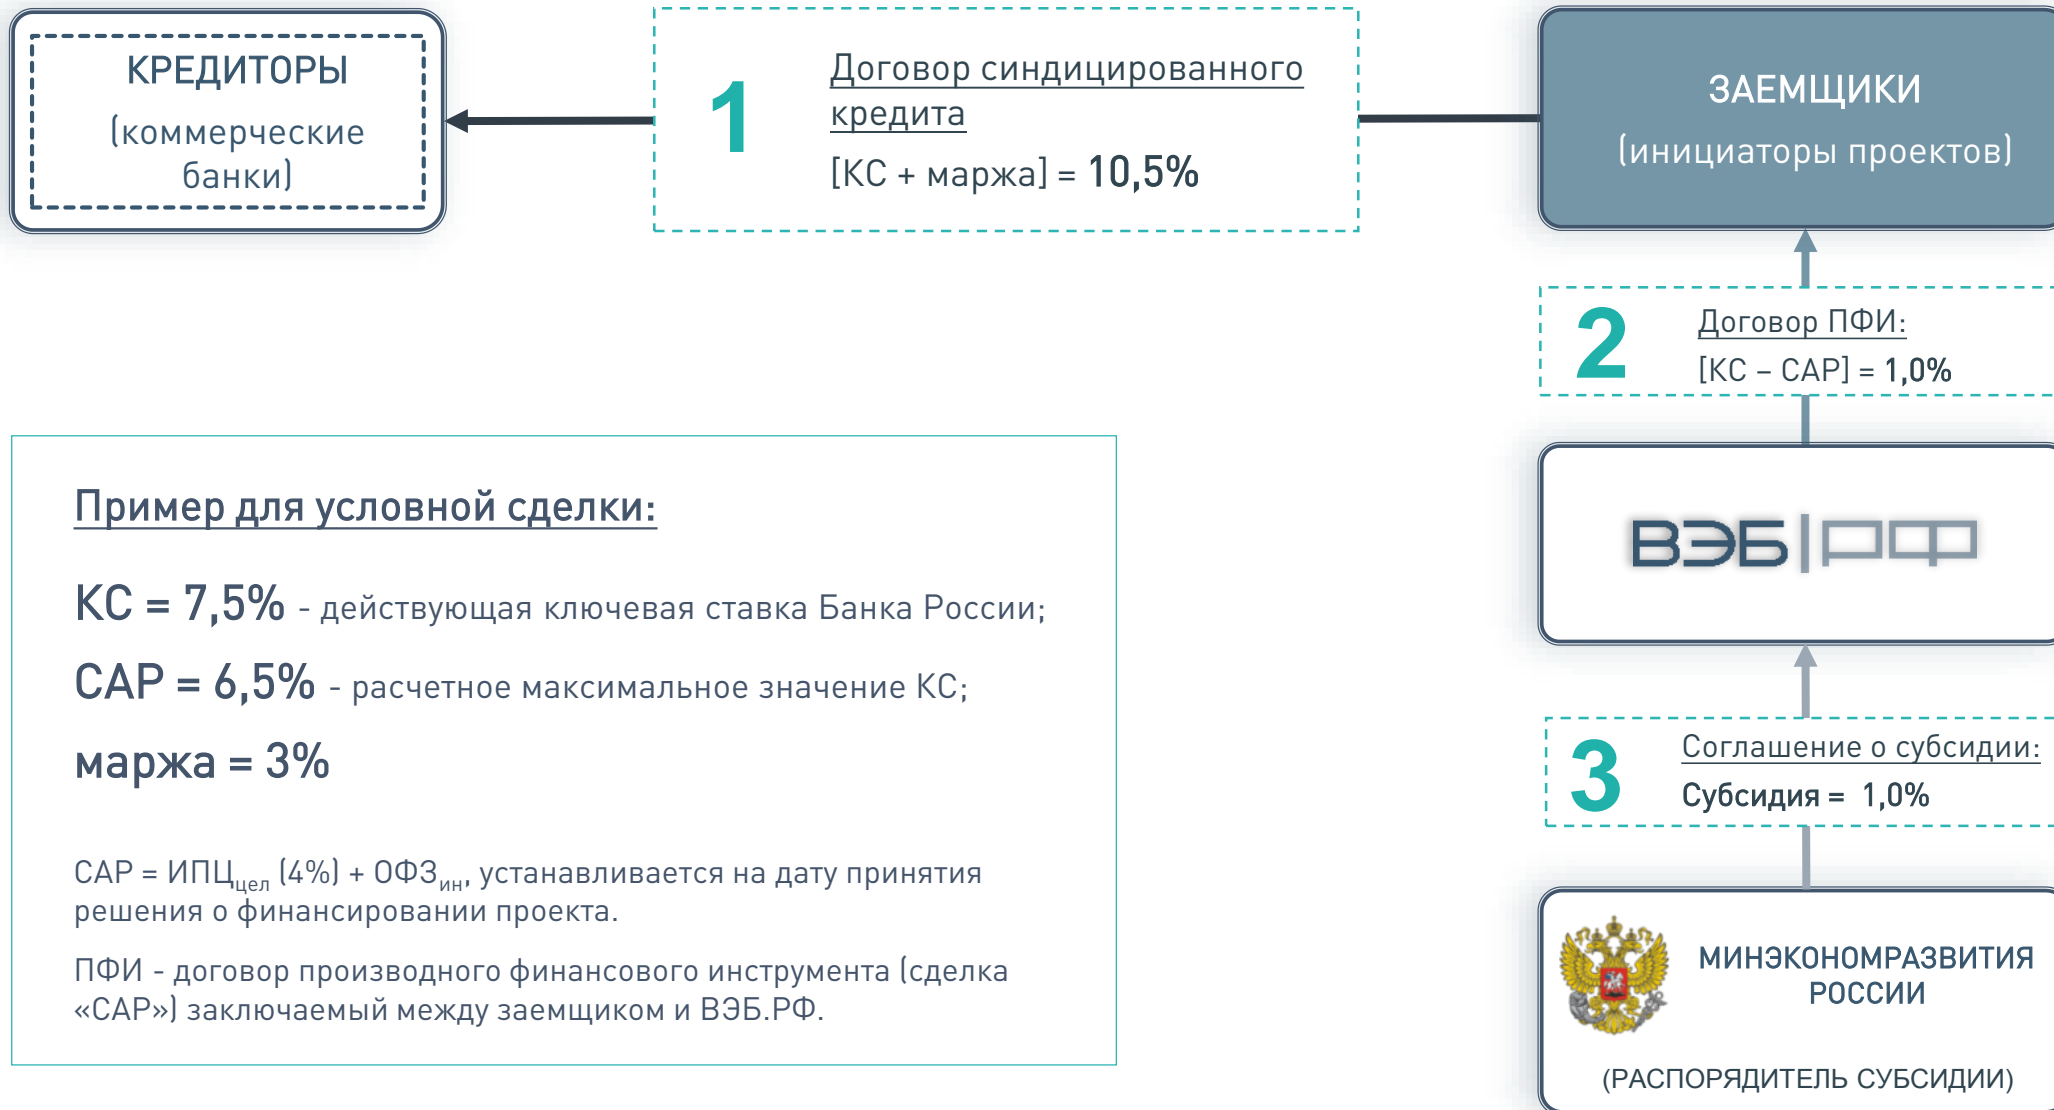 КРЕДИТОРЫ
(коммерческие
банки)
1
Договор синдицированного
кредита
[КС + маржа] = 10,5%
ЗАЕМЩИКИ
(инициаторы проектов)
2
Договор ПФИ:
[КС – САР] = 1,0%
ВЭБ|РФ
3
Соглашение о субсидии:
Субсидия = 1,0%
МИНЭКОНОМРАЗВИТИЯ
РОССИИ
(РАСПОРЯДИТЕЛЬ СУБСИДИИ)
Пример для условной сделки:
КС = 7,5% - действующая ключевая ставка Банка России;
САР = 6,5% - расчетное максимальное значение КС;
маржа = 3%
САР = ИПЦцел (4%) + ОФЗин, устанавливается на дату принятия
решения о финансировании проекта.
ПФИ - договор производного финансового инструмента (сделка
«САР») заключаемый между заемщиком и ВЭБ.РФ.